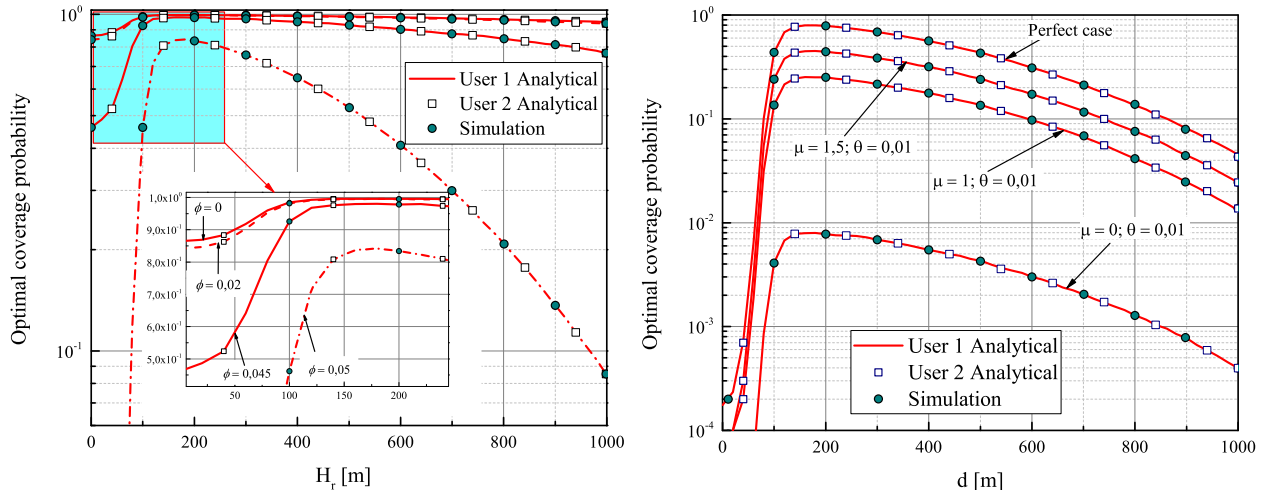 Optimal coverage probability
10⁰
10⁻¹
0
200
400
600
800
1000
H_r [m]
User 1 Analytical
User 2 Analytical
Simulation
1,0x10⁰
9,0x10⁻¹
8,0x10⁻¹
7,0x10⁻¹
6,0x10⁻¹
5,0x10⁻¹
50
100
150
200
ϕ=0
ϕ = 0,02
ϕ = 0,045
ϕ = 0,05
Optimal coverage probability
10⁰
10⁻¹
10⁻²
10⁻³
10⁻⁴
0
200
400
600
800
1000
d [m]
Perfect case
μ = 1,5; θ = 0,01
μ = 1; θ = 0,01
μ = 0; θ = 0,01
User 1 Analytical
User 2 Analytical
Simulation